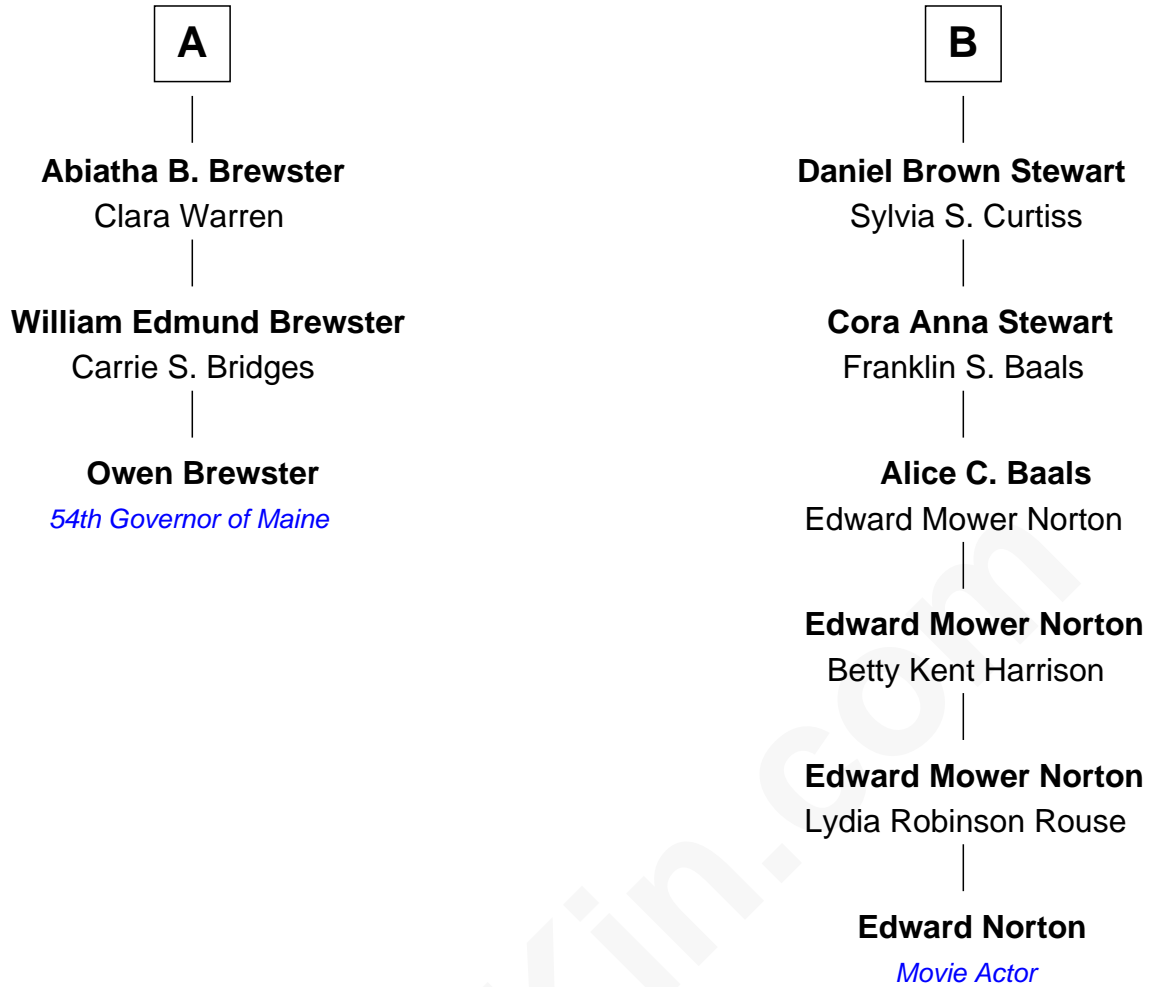 A
Abiatha B. Brewster
Clara Warren
William Edmund Brewster
Carrie S. Bridges
Owen Brewster
54th Governor of Maine
B
Daniel Brown Stewart
Sylvia S. Curtiss
Cora Anna Stewart
Franklin S. Baals
Alice C. Baals
Edward Mower Norton
Edward Mower Norton
Betty Kent Harrison
Edward Mower Norton
Lydia Robinson Rouse
Edward Norton
Movie Actor
Kin.com